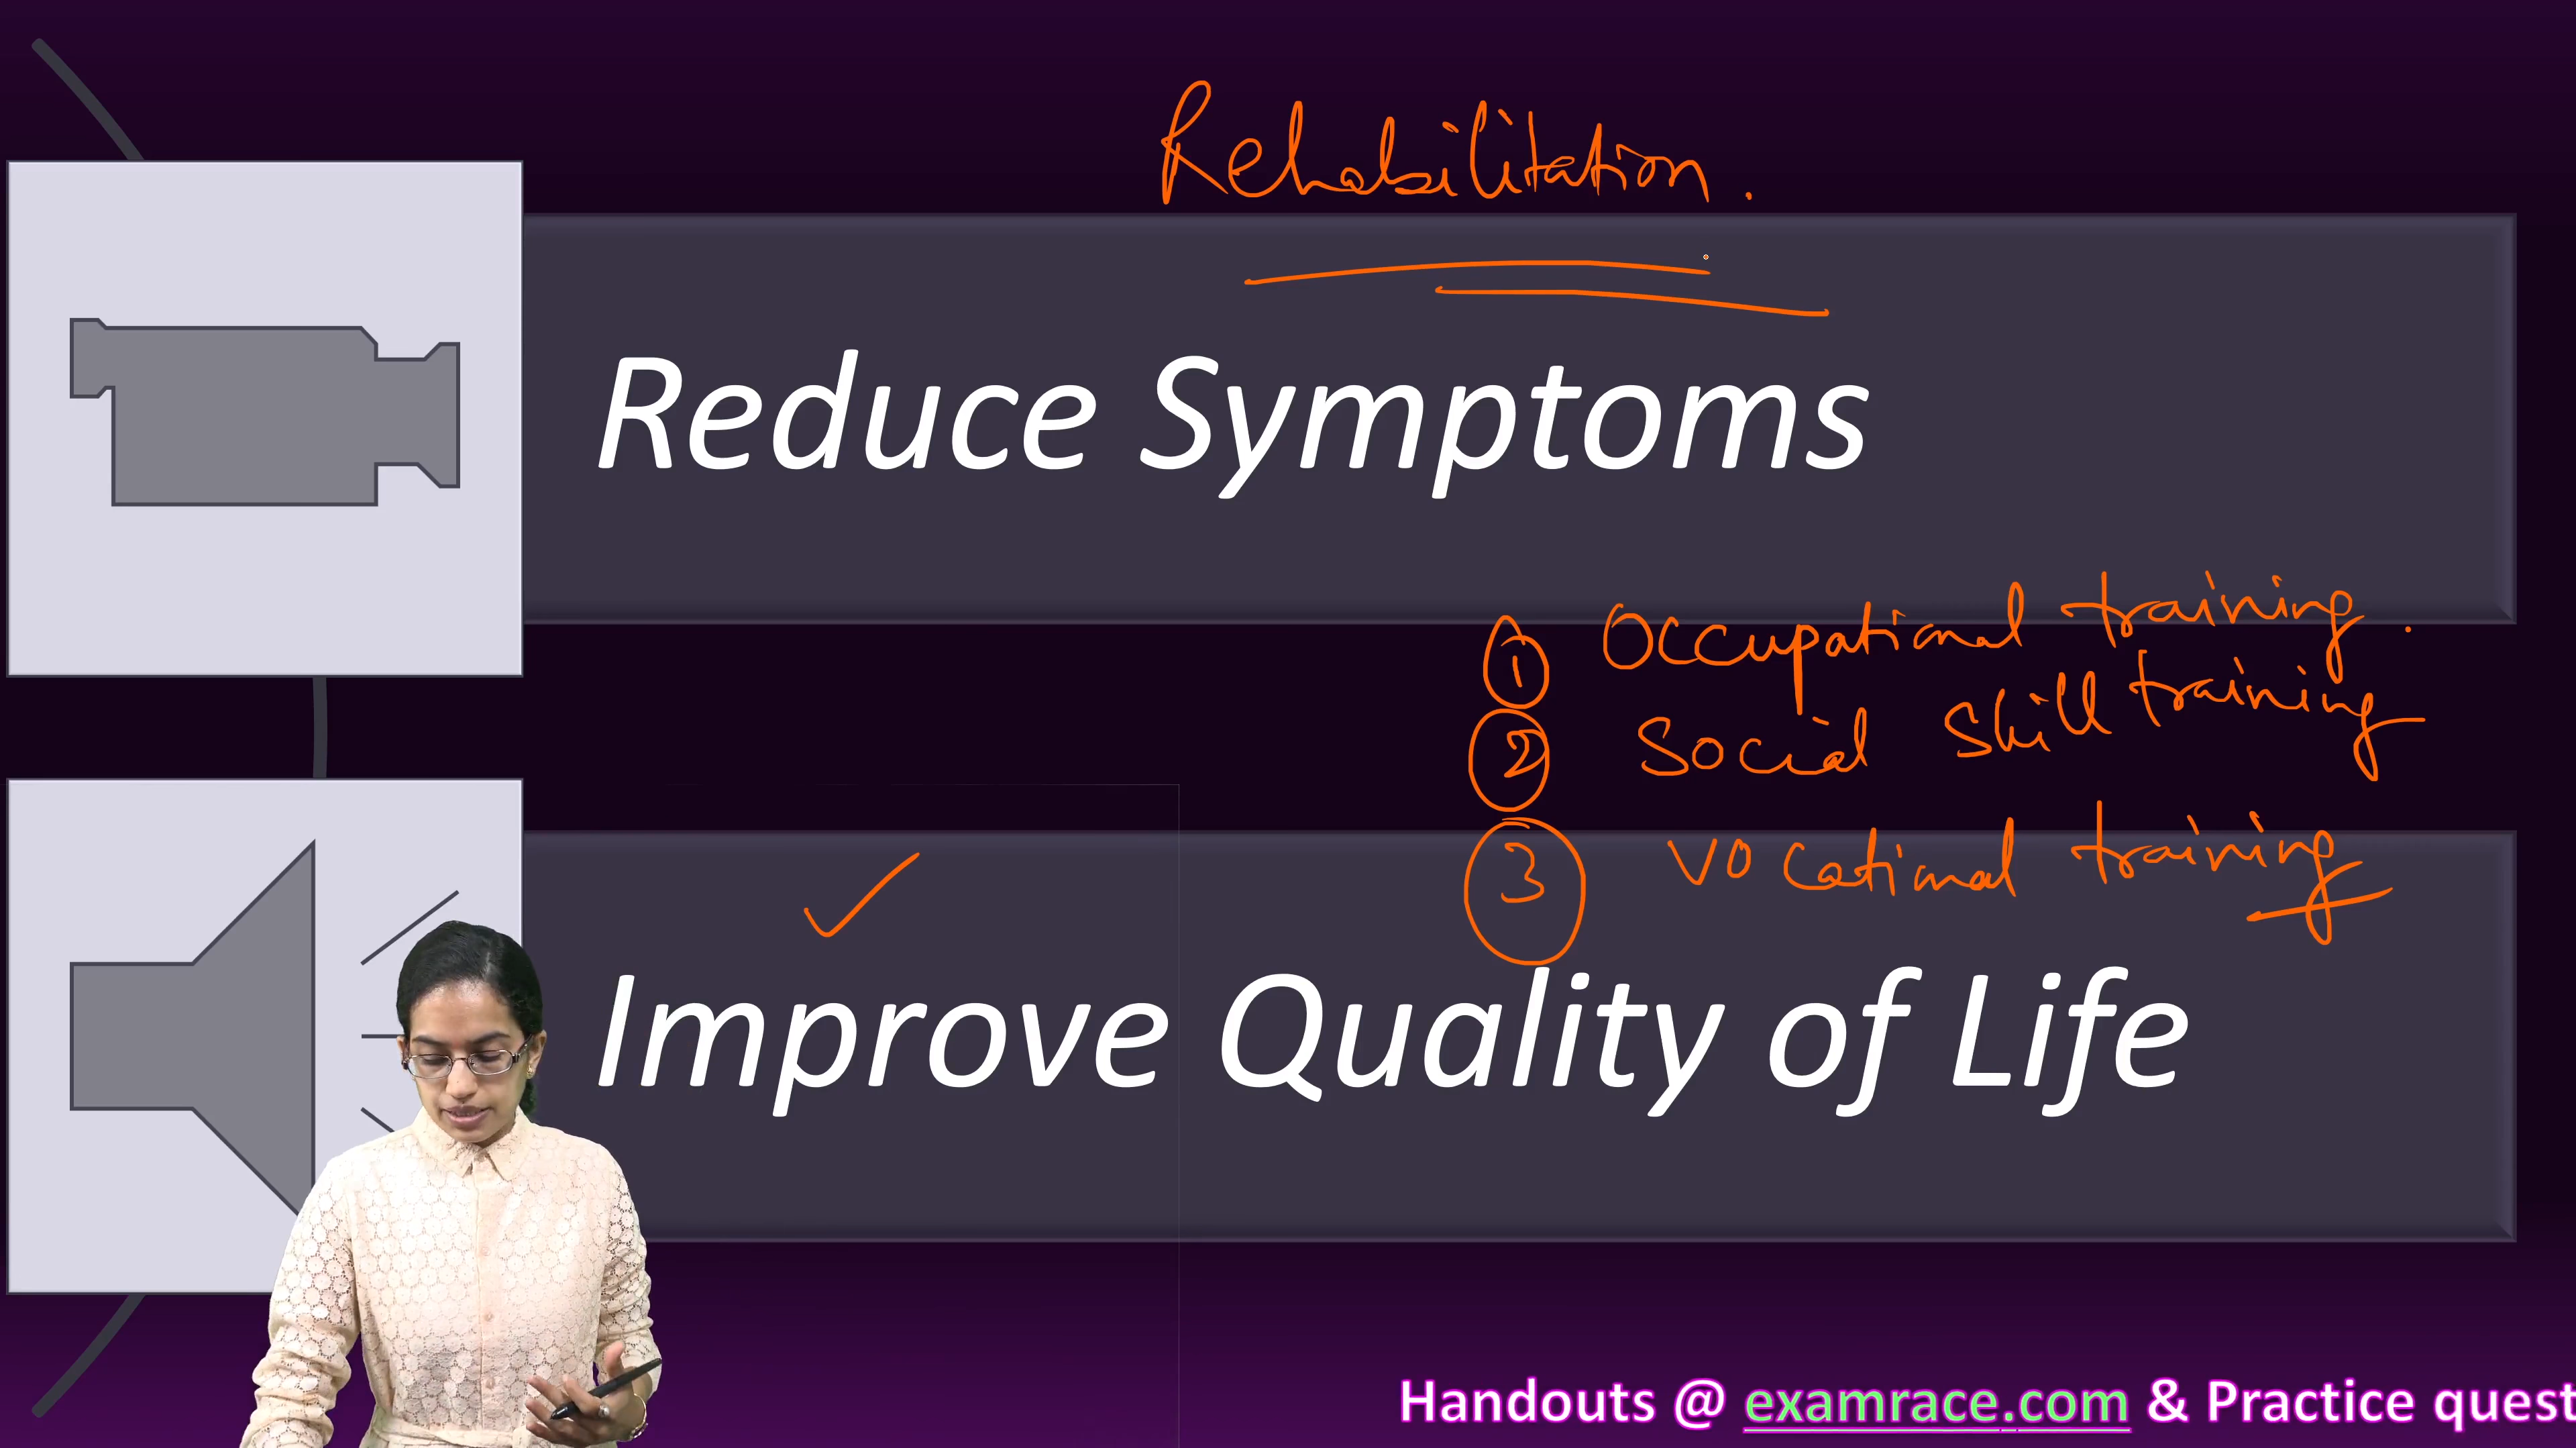 Rehabilitation.
Reduce Symptoms
1 Occupational training.
2 Social Skill training
3 Vocational training
Improve Quality of Life
Handouts @ examrace.com & Practice quest